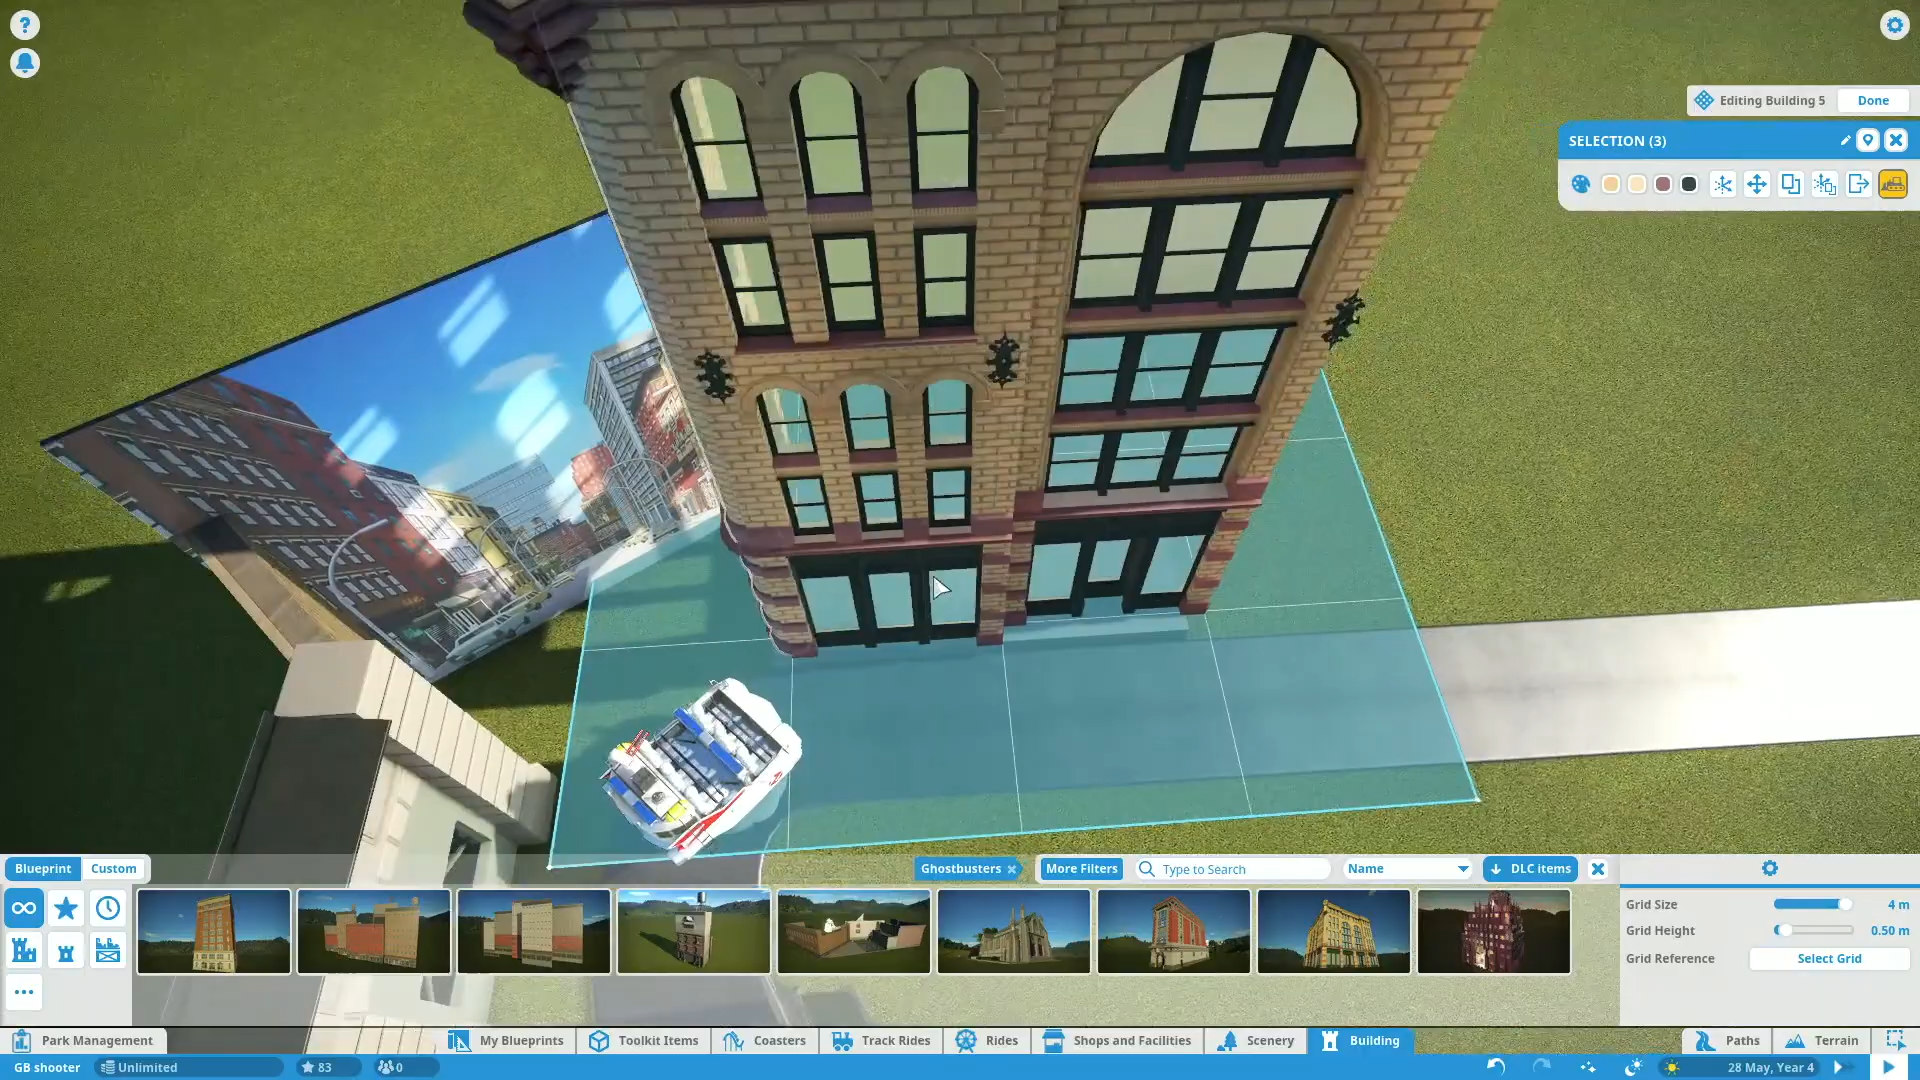 ?
Editing Building 5
Done
SELECTION (3)
Blueprint
Custom
Ghostbusters
More Filters
Type to Search
Name
DLC items
Grid Size
4 m
Grid Height
0.50 m
Grid Reference
Select Grid
Park Management
My Blueprints
Toolkit Items
Coasters
Track Rides
Rides
Shops and Facilities
Scenery
Building
Paths
Terrain
GB shooter
Unlimited
83
0
28 May, Year 4